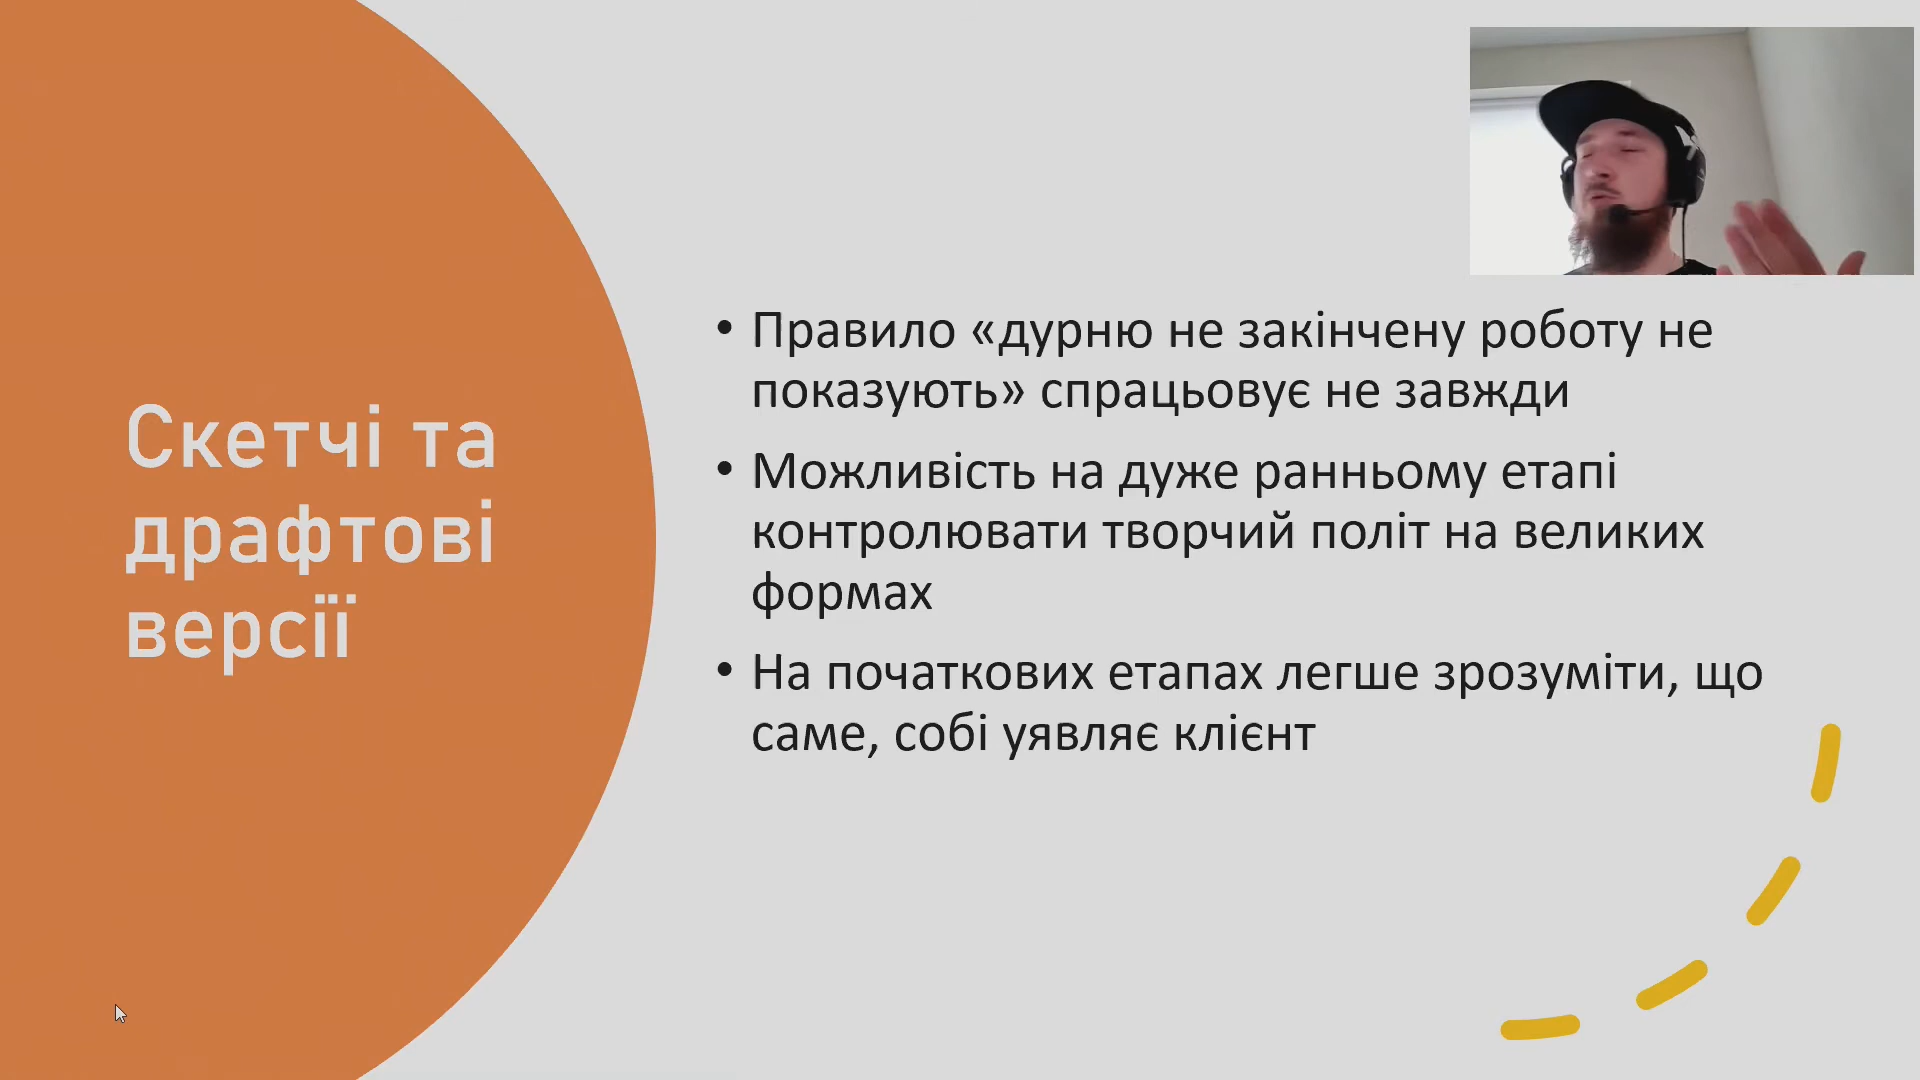 Скетчі та
драфтові
версії
• Правило «дурню не закінчену роботу не
показують» спрацьовує не завжди
• Можливість на дуже ранньому етапі
контролювати творчий політ на великих
формах
• На початкових етапах легше зрозуміти, що
саме, собі уявляє клієнт